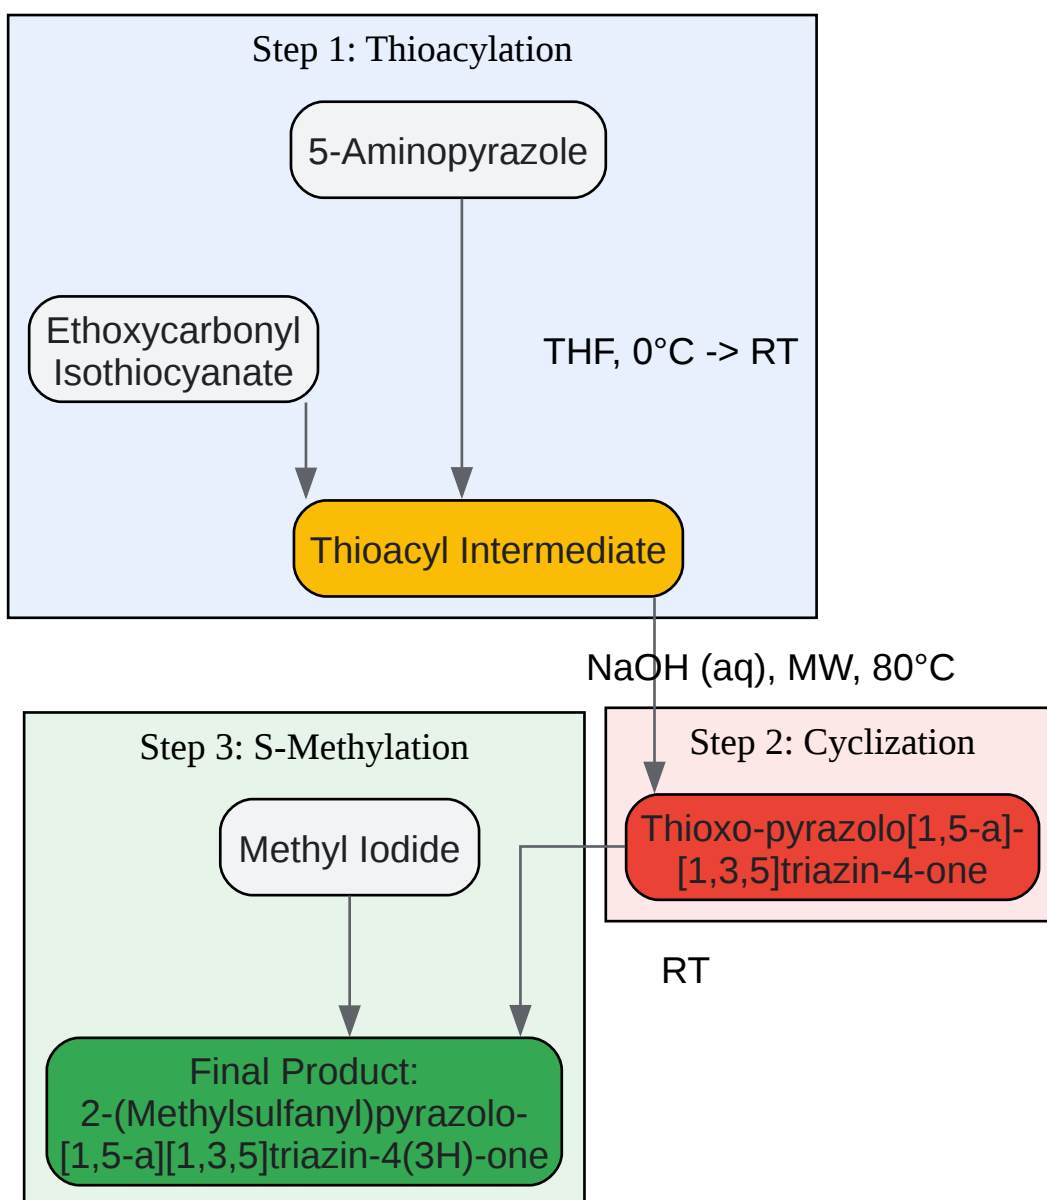 Step 1: Thioacylation
5-Aminopyrazole
Ethoxycarbonyl
Isothiocyanate
THF, 0°C -> RT
Thioacyl Intermediate
NaOH (aq), MW, 80°C
Step 2: Cyclization
Thioxo-pyrazolo[1,5-a]-
[1,3,5]triazin-4-one
Step 3: S-Methylation
Methyl Iodide
RT
Final Product:
2-(Methylsulfanyl)pyrazolo-
[1,5-a][1,3,5]triazin-4(3H)-one